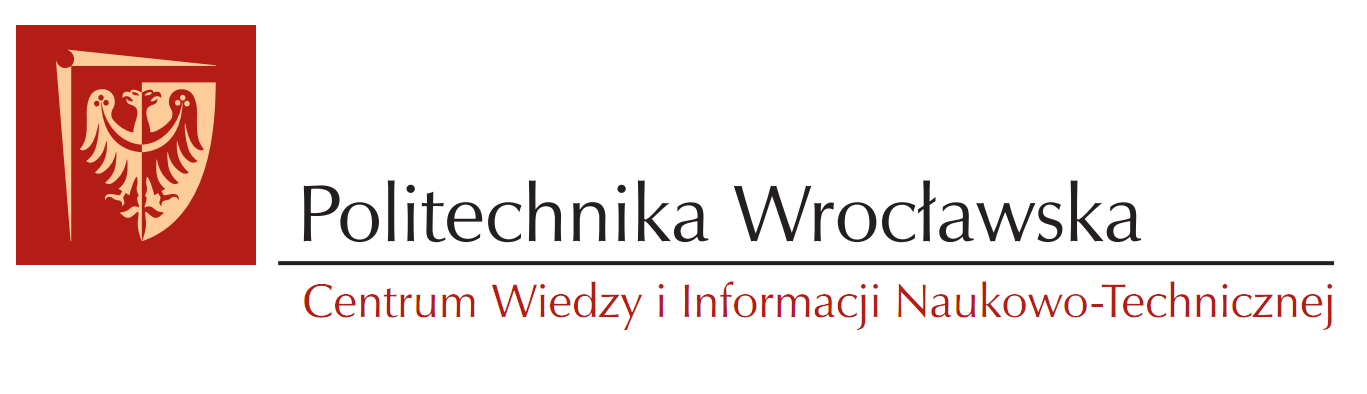 Politechnika Wrocławska
Centrum Wiedzy i Informacji Naukowo-Technicznej